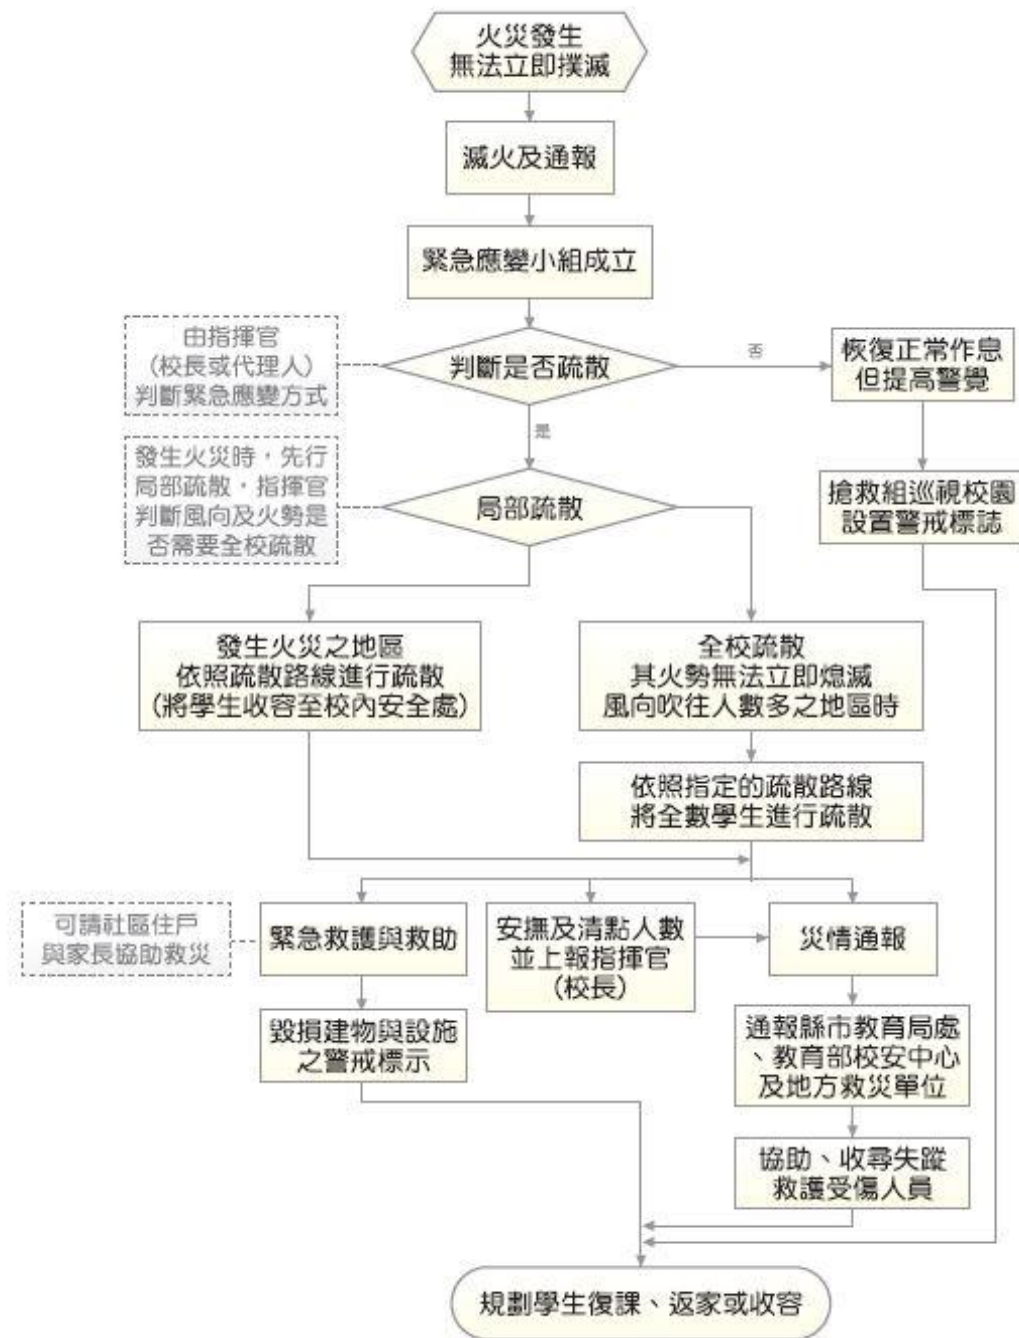 火災發生
無法立即撲滅
滅火及通報
緊急應變小組成立
由指揮官
(校長或代理人)
判斷緊急應變方式
判斷是否疏散
否
恢復正常作息
但提高警覺
是
發生火災時，先行
局部疏散，指揮官
判斷風向及火勢是
否需要全校疏散
局部疏散
搶救組巡視校園
設置警戒標誌
發生火災之地區
依照疏散路線進行疏散
(將學生收容至校內安全處)
全校疏散
其火勢無法立即熄滅
風向吹往人數多之地區時
依照指定的疏散路線
將全數學生進行疏散
可請社區住戶
與家長協助救災
緊急救護與救助
安撫及清點人數
並上報指揮官
(校長)
災情通報
毀損建物與設施
之警戒標示
通報縣市教育局處
、教育部校安中心
及地方救災單位
協助、收尋失蹤
救護受傷人員
規劃學生復課、返家或收容